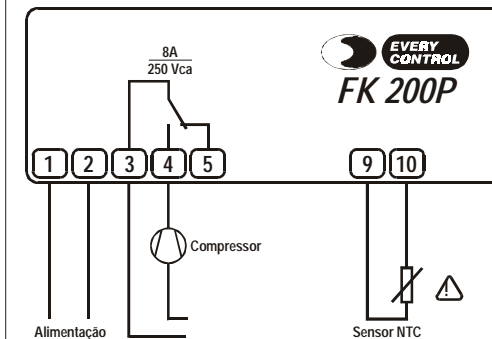 8A
250 Vca
EVERY
CONTROL
FK 200P
1 2 3 4 5 9 10
Compressor
Alimentação
Sensor NTC